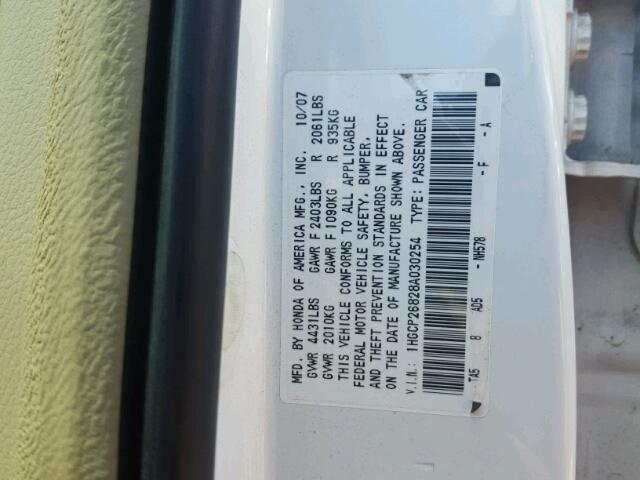 MFD. BY HONDA OF AMERICA MFG., INC. 10/07
GVWR 4431LBS GAWR F 2403LBS R 2061LBS
GVWR 2010KG GAWR F 1090KG R 935KG
THIS VEHICLE CONFORMS TO ALL APPLICABLE
FEDERAL MOTOR VEHICLE SAFETY, BUMPER,
AND THEFT PREVENTION STANDARDS IN EFFECT
ON THE DATE OF MANUFACTURE SHOWN ABOVE.
V.I.N.: 1HGCP26828A030254 TYPE: PASSENGER CAR
TA5 8 AD5 - NH578 - F - A